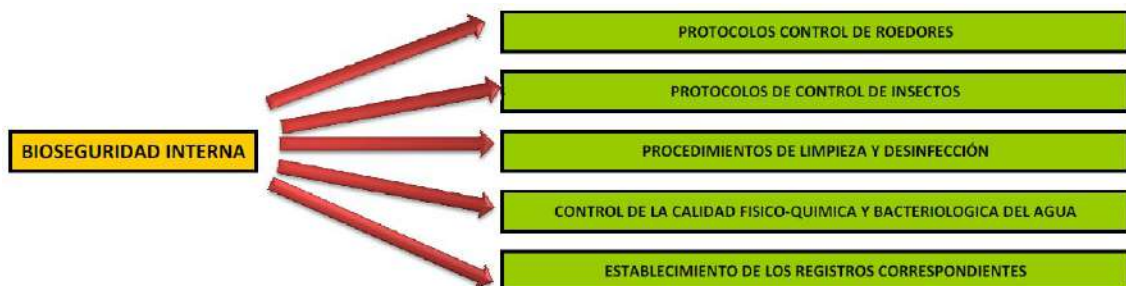 PROTOCOLOS CONTROL DE ROEDORES
PROTOCOLOS DE CONTROL DE INSECTOS
BIOSEGURIDAD INTERNA
PROCEDIMIENTOS DE LIMPIEZA Y DESINFECCIÓN
CONTROL DE LA CALIDAD FISICO-QUIMICA Y BACTERIOLOGICA DEL AGUA
ESTABLECIMIENTO DE LOS REGISTROS CORRESPONDIENTES